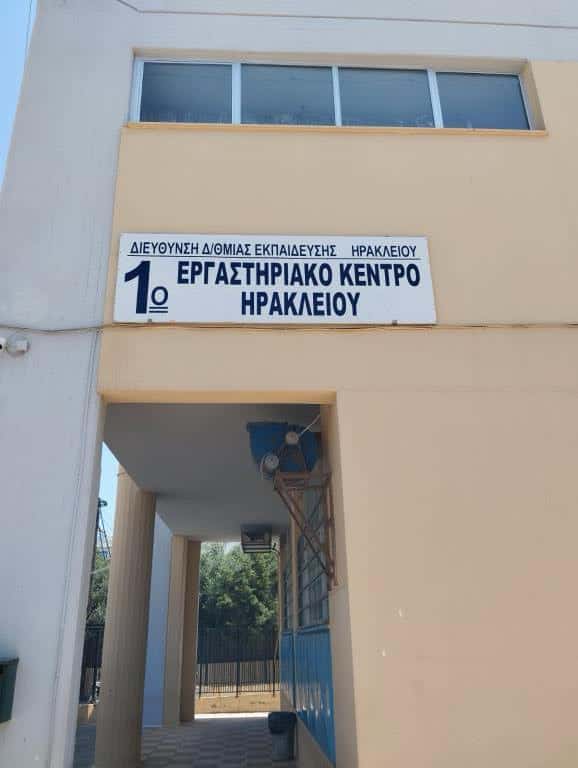 ΔΙΕΥΘΥΝΣΗ Δ/ΘΜΙΑΣ ΕΚΠΑΙΔΕΥΣΗΣ ΗΡΑΚΛΕΙΟΥ
1ο ΕΡΓΑΣΤΗΡΙΑΚΟ ΚΕΝΤΡΟ
ΗΡΑΚΛΕΙΟΥ